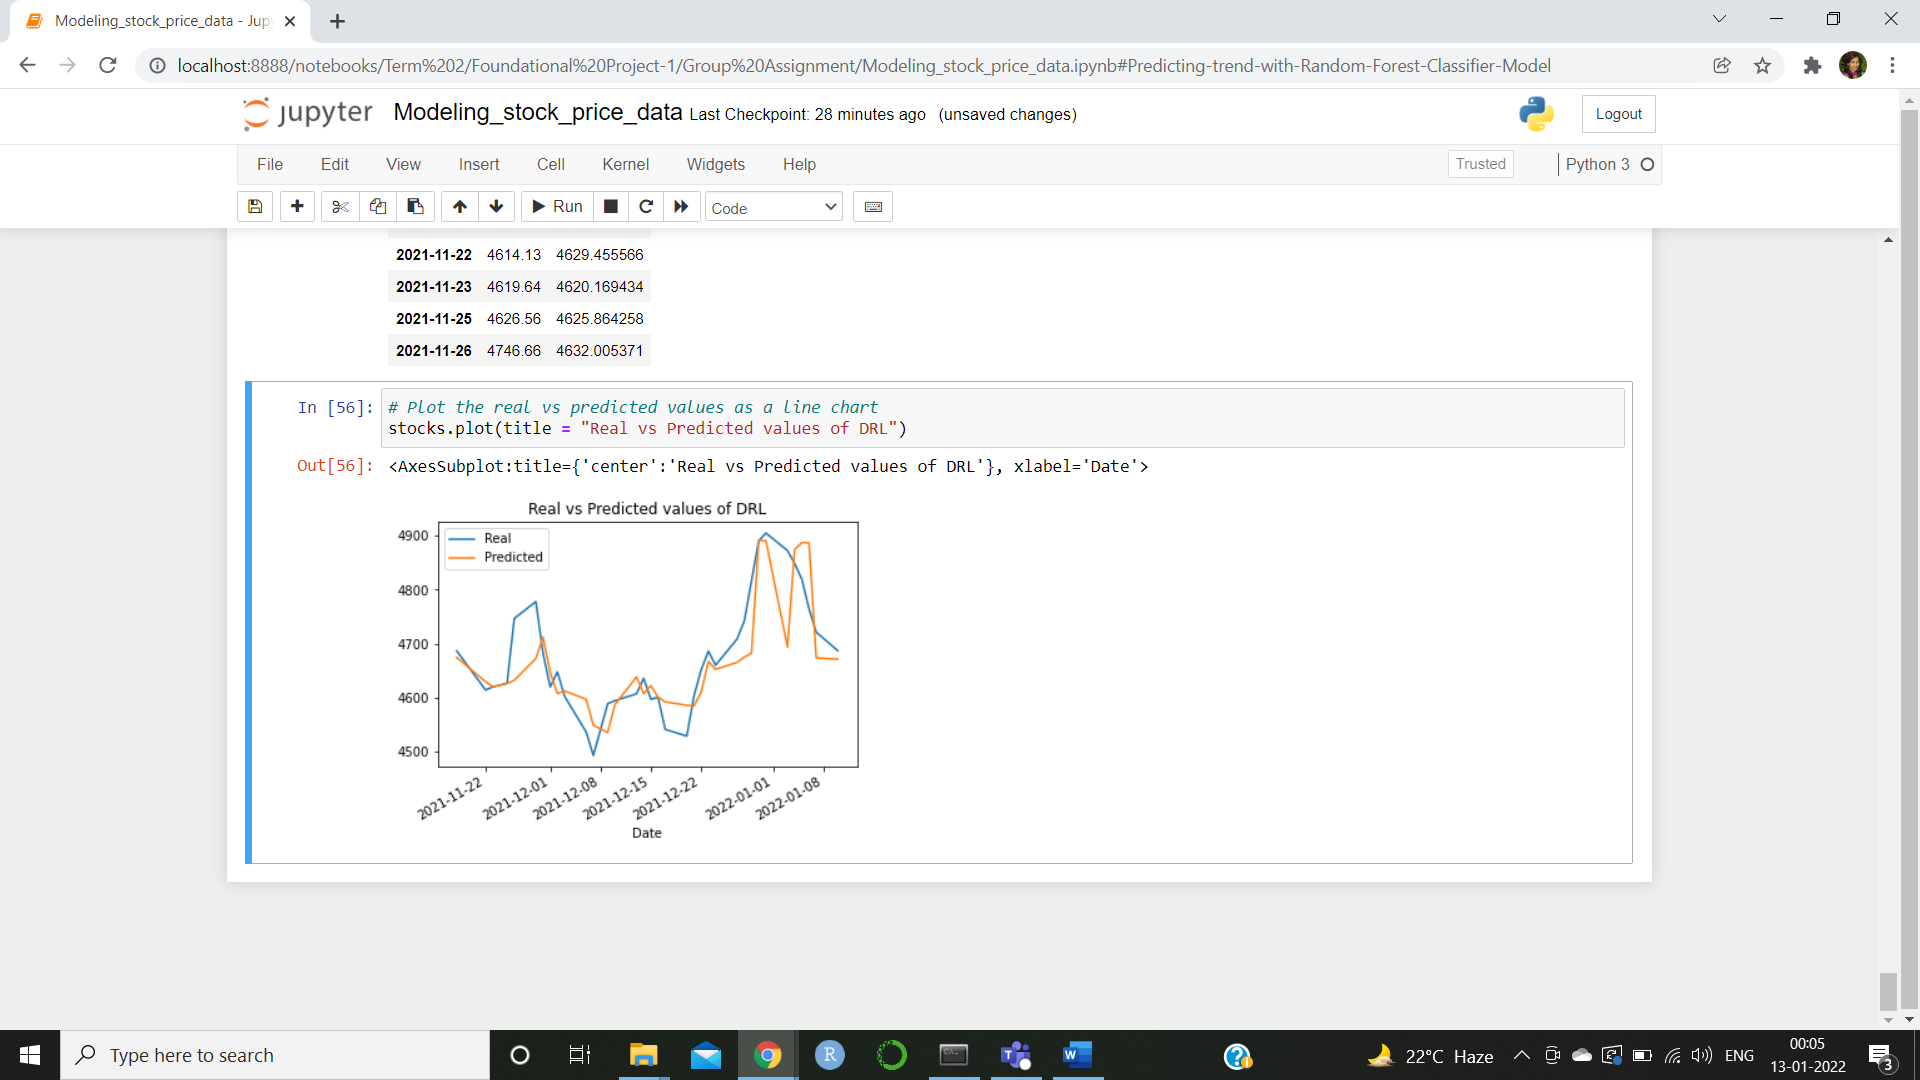 Modeling_stock_price_data - Jup
localhost:8888/notebooks/Term%202/Foundational%20Project-1/Group%20Assignment/Modeling_stock_price_data.ipynb#Predicting-trend-with-Random-Forest-Classifier-Model
jupyter Modeling_stock_price_data Last Checkpoint: 28 minutes ago (unsaved changes) Logout
File Edit View Insert Cell Kernel Widgets Help Trusted Python 3
Run Code
2021-11-22 4614.13 4629.455566
2021-11-23 4619.64 4620.169434
2021-11-25 4626.56 4625.864258
2021-11-26 4746.66 4632.005371
In [56]: # Plot the real vs predicted values as a line chart
stocks.plot(title = "Real vs Predicted values of DRL")
Out[56]: <AxesSubplot:title={'center':'Real vs Predicted values of DRL'}, xlabel='Date'>
Real vs Predicted values of DRL
Real
Predicted
4900
4800
4700
4600
4500
2021-11-22 2021-12-01 2021-12-08 2021-12-15 2021-12-22 2022-01-01 2022-01-08
Date
Type here to search
R
W
22°C Haze
ENG
00:05
13-01-2022
3